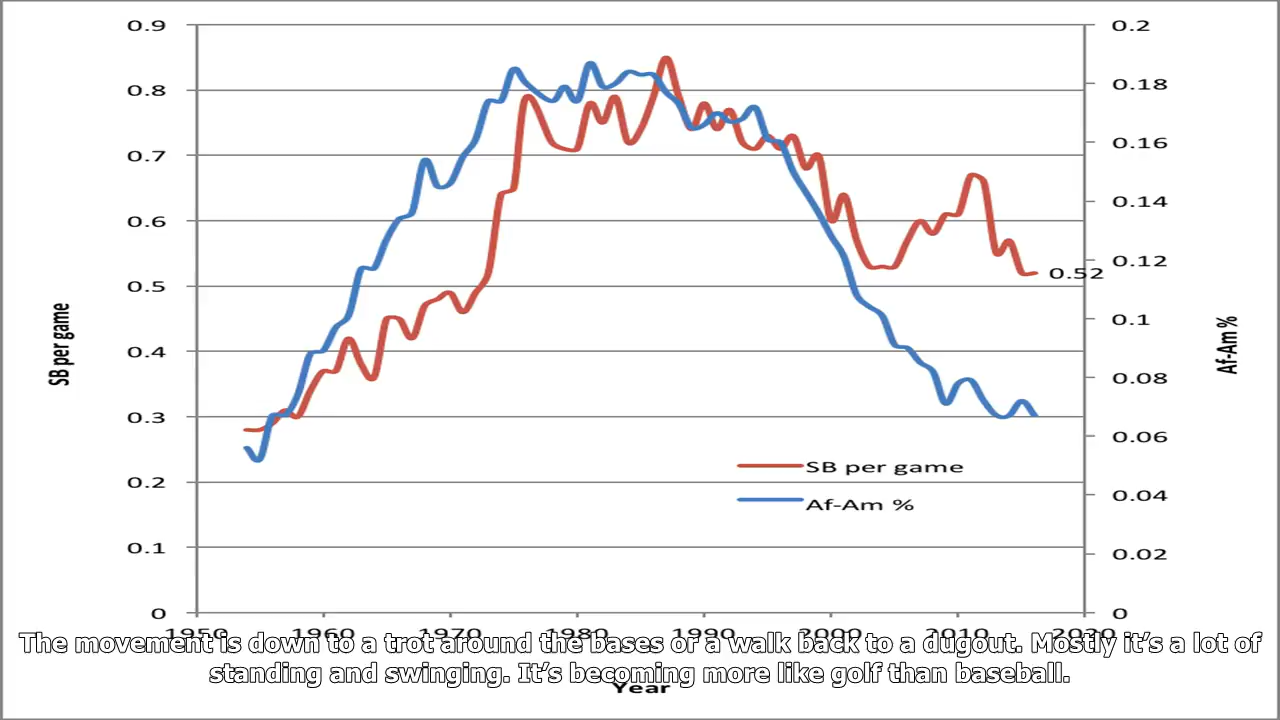 0.9
0.8
0.7
0.6
0.5
0.4
0.3
0.2
0.1
0
SB per game
0.2
0.18
0.16
0.14
0.12
0.1
0.08
0.06
0.04
0.02
0
Af-Am %
0.52
SB per game
Af-Am %
1950 1960 1970 1980 1990 2000 2010 2020
The movement is down to a trot around the bases or a walk back to a dugout. Mostly it’s a lot of
standing and swinging. It’s becoming more like golf than baseball.
Year